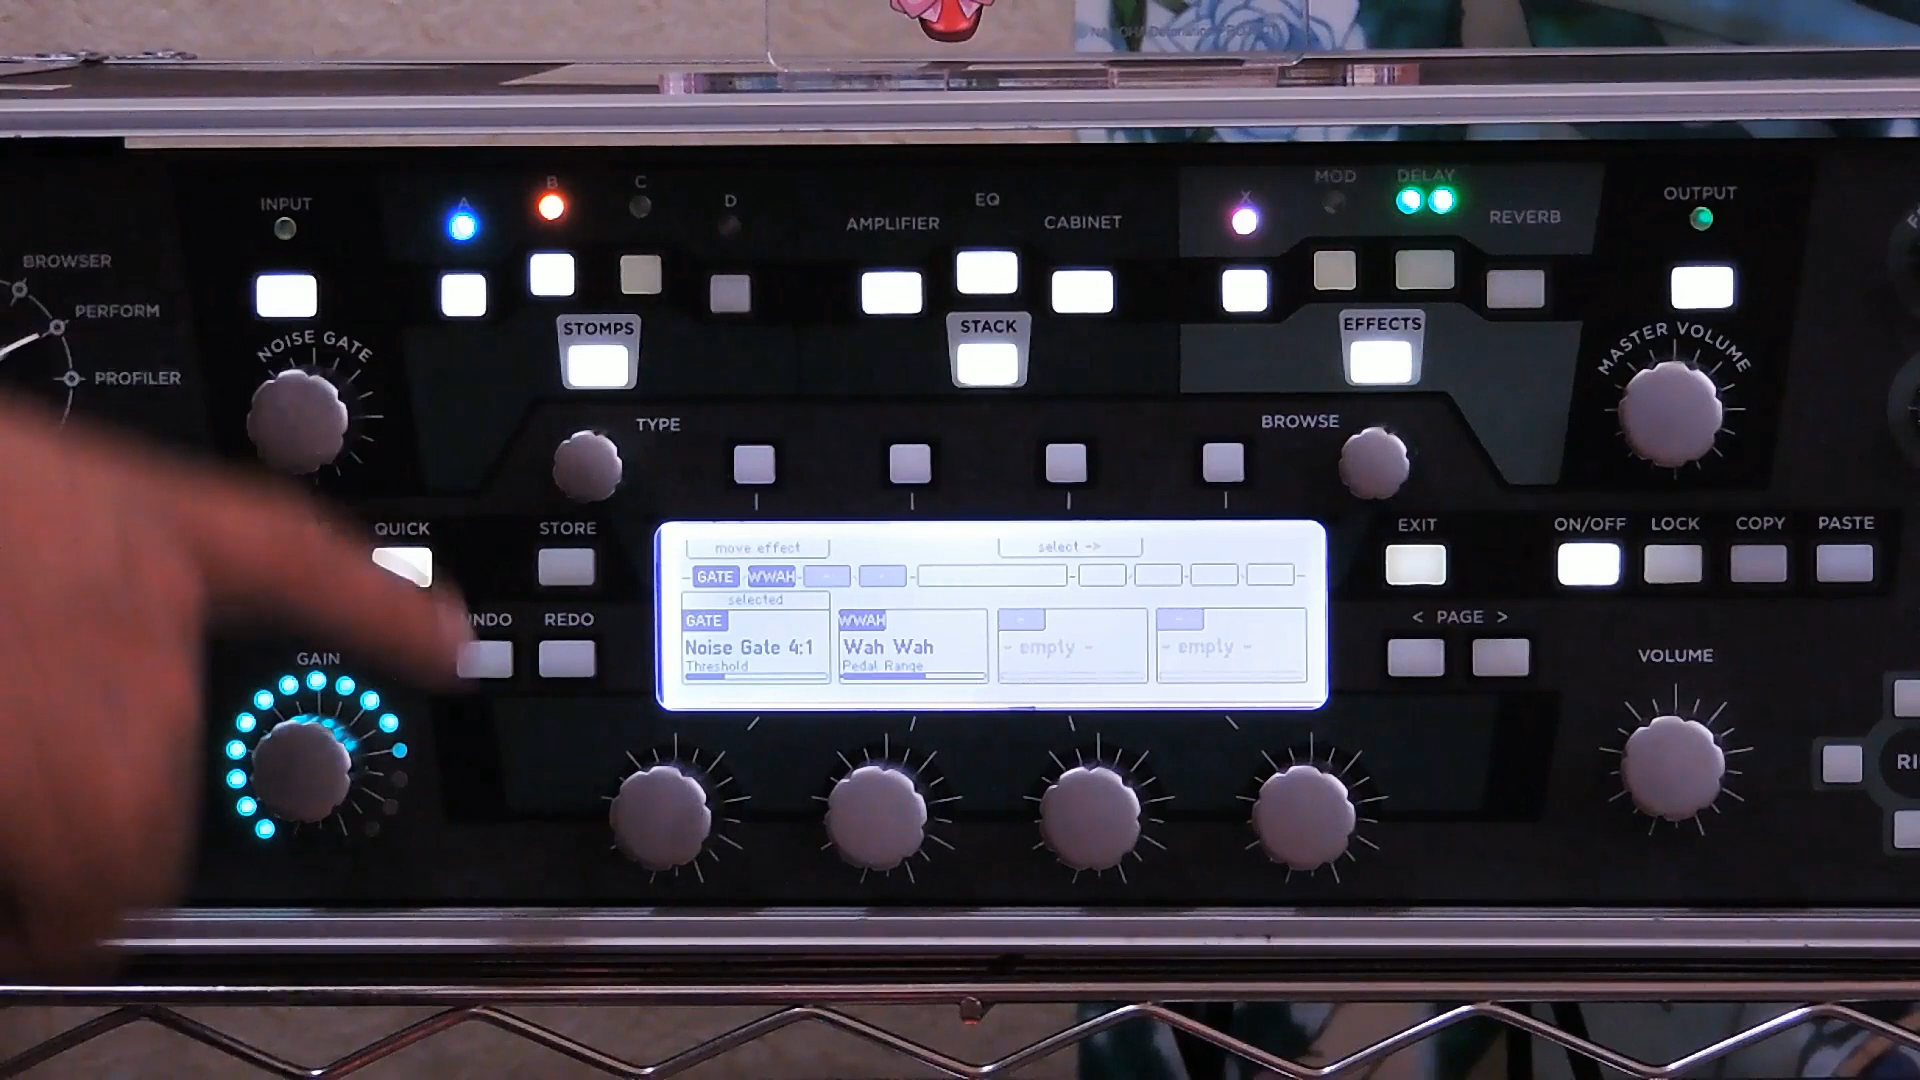 BROWSER
PERFORM
PROFILER
INPUT
NOISE GATE
A
B
C
D
STOMPS
AMPLIFIER
EQ
CABINET
STACK
X
MOD
DELAY
REVERB
EFFECTS
OUTPUT
MASTER VOLUME
TYPE
BROWSE
QUICK
STORE
NDO
REDO
GAIN
move effect
select ->
GATE
WWAH
selected
GATE
Noise Gate 4:1
Threshold
WWAH
Wah Wah
Pedal Range
- empty -
- empty -
EXIT
ON/OFF
LOCK
COPY
PASTE
< PAGE >
VOLUME
RI